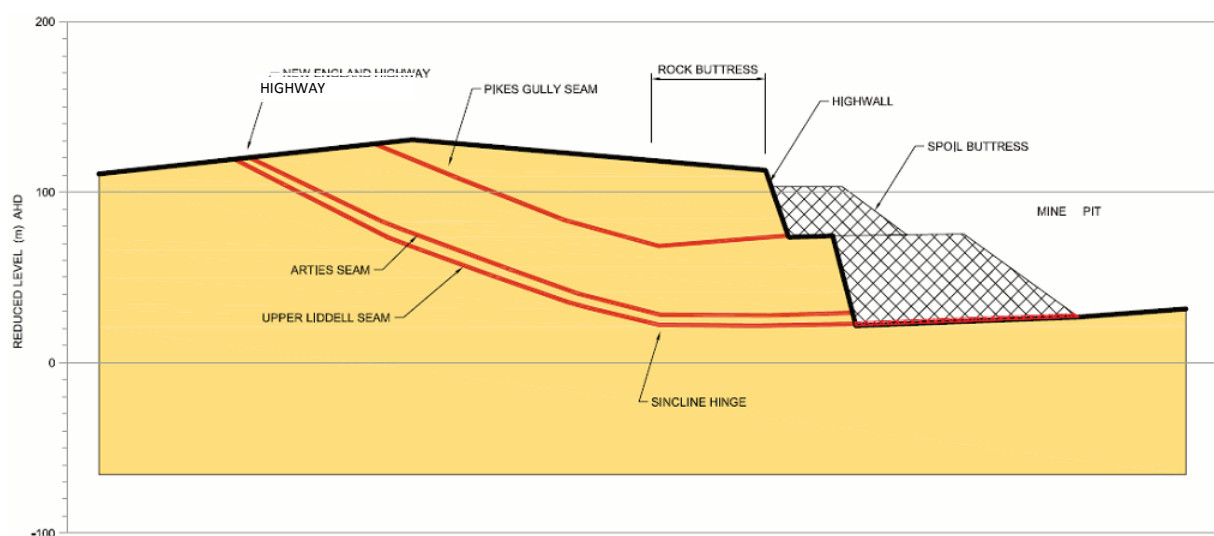 200
ROCK BUTTRESS
NEW ENGLAND HIGHWAY
HIGHWAY
PIKES GULLY SEAM
HIGHWALL
SPOIL BUTTRESS
100
MINE PIT
REDUCED LEVEL (m) AHD
ARTIES SEAM
UPPER LIDDELL SEAM
0
SINCLINE HINGE
-100